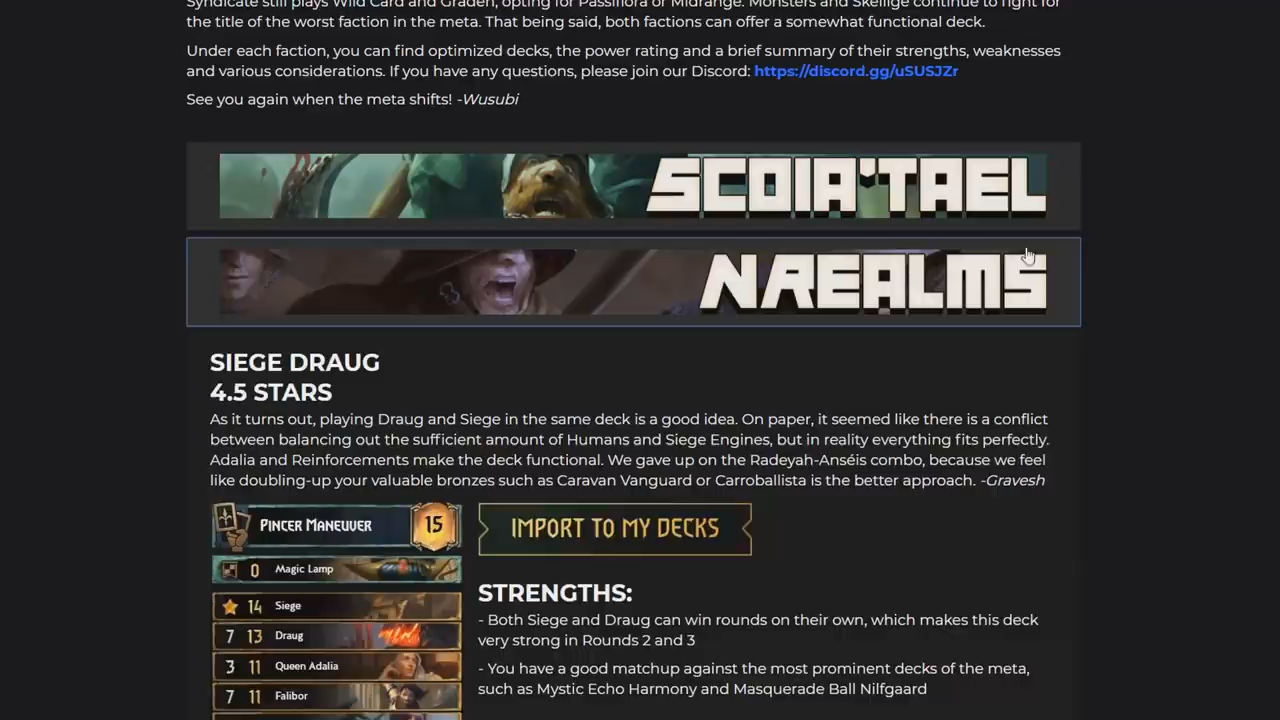 Syndicate still plays Wild Card and Graden, opting for Passiflora or Midrange. Monsters and Skellige continue to fight for
the title of the worst faction in the meta. That being said, both factions can offer a somewhat functional deck.
Under each faction, you can find optimized decks, the power rating and a brief summary of their strengths, weaknesses
and various considerations. If you have any questions, please join our Discord: https://discord.gg/uSUSJZr
See you again when the meta shifts! -Wusubi
SCOIA'TAEL
NREALMS
SIEGE DRAUG
4.5 STARS
As it turns out, playing Draug and Siege in the same deck is a good idea. On paper, it seemed like there is a conflict
between balancing out the sufficient amount of Humans and Siege Engines, but in reality everything fits perfectly.
Adalia and Reinforcements make the deck functional. We gave up on the Radeyah-Anséis combo, because we feel
like doubling-up your valuable bronzes such as Caravan Vanguard or Carroballista is the better approach. -Gravesh
PINCER MANEUVER 15
IMPORT TO MY DECKS
0 Magic Lamp
14 Siege
7 13 Draug
3 11 Queen Adalia
7 11 Falibor
STRENGTHS:
- Both Siege and Draug can win rounds on their own, which makes this deck
very strong in Rounds 2 and 3
- You have a good matchup against the most prominent decks of the meta,
such as Mystic Echo Harmony and Masquerade Ball Nilfgaard